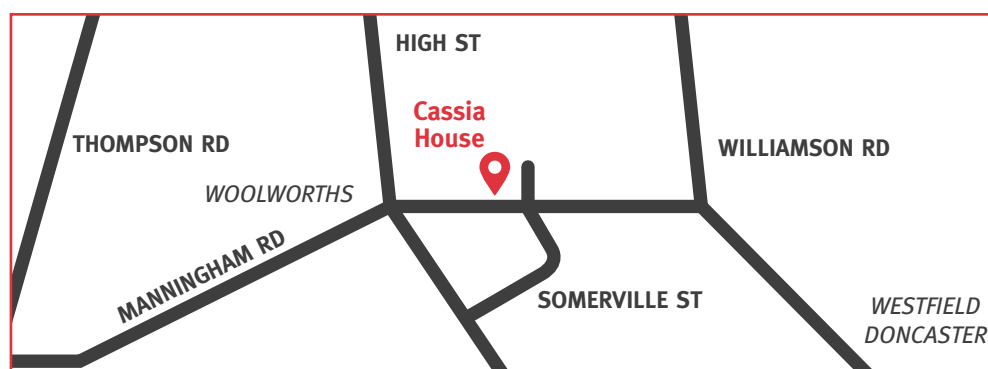 HIGH ST
Cassia
House
THOMPSON RD
WILLIAMSON RD
WOOLWORTHS
MANNINGHAM RD
SOMERVILLE ST
WESTFIELD
DONCASTER